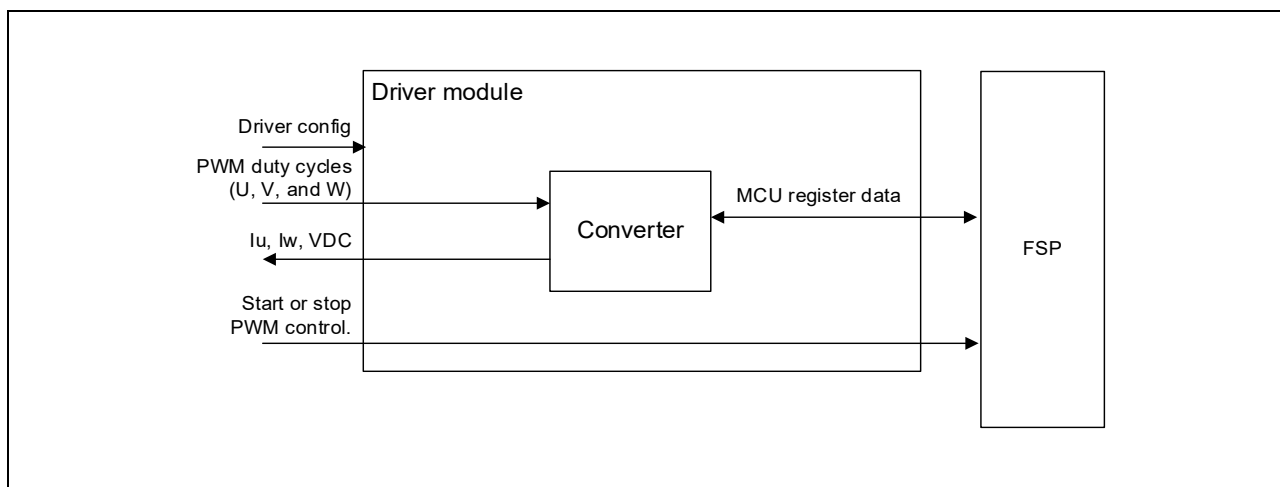 Driver module
Driver config
PWM duty cycles
(U, V, and W)
MCU register data
Converter
Iu, Iw, VDC
FSP
Start or stop
PWM control.